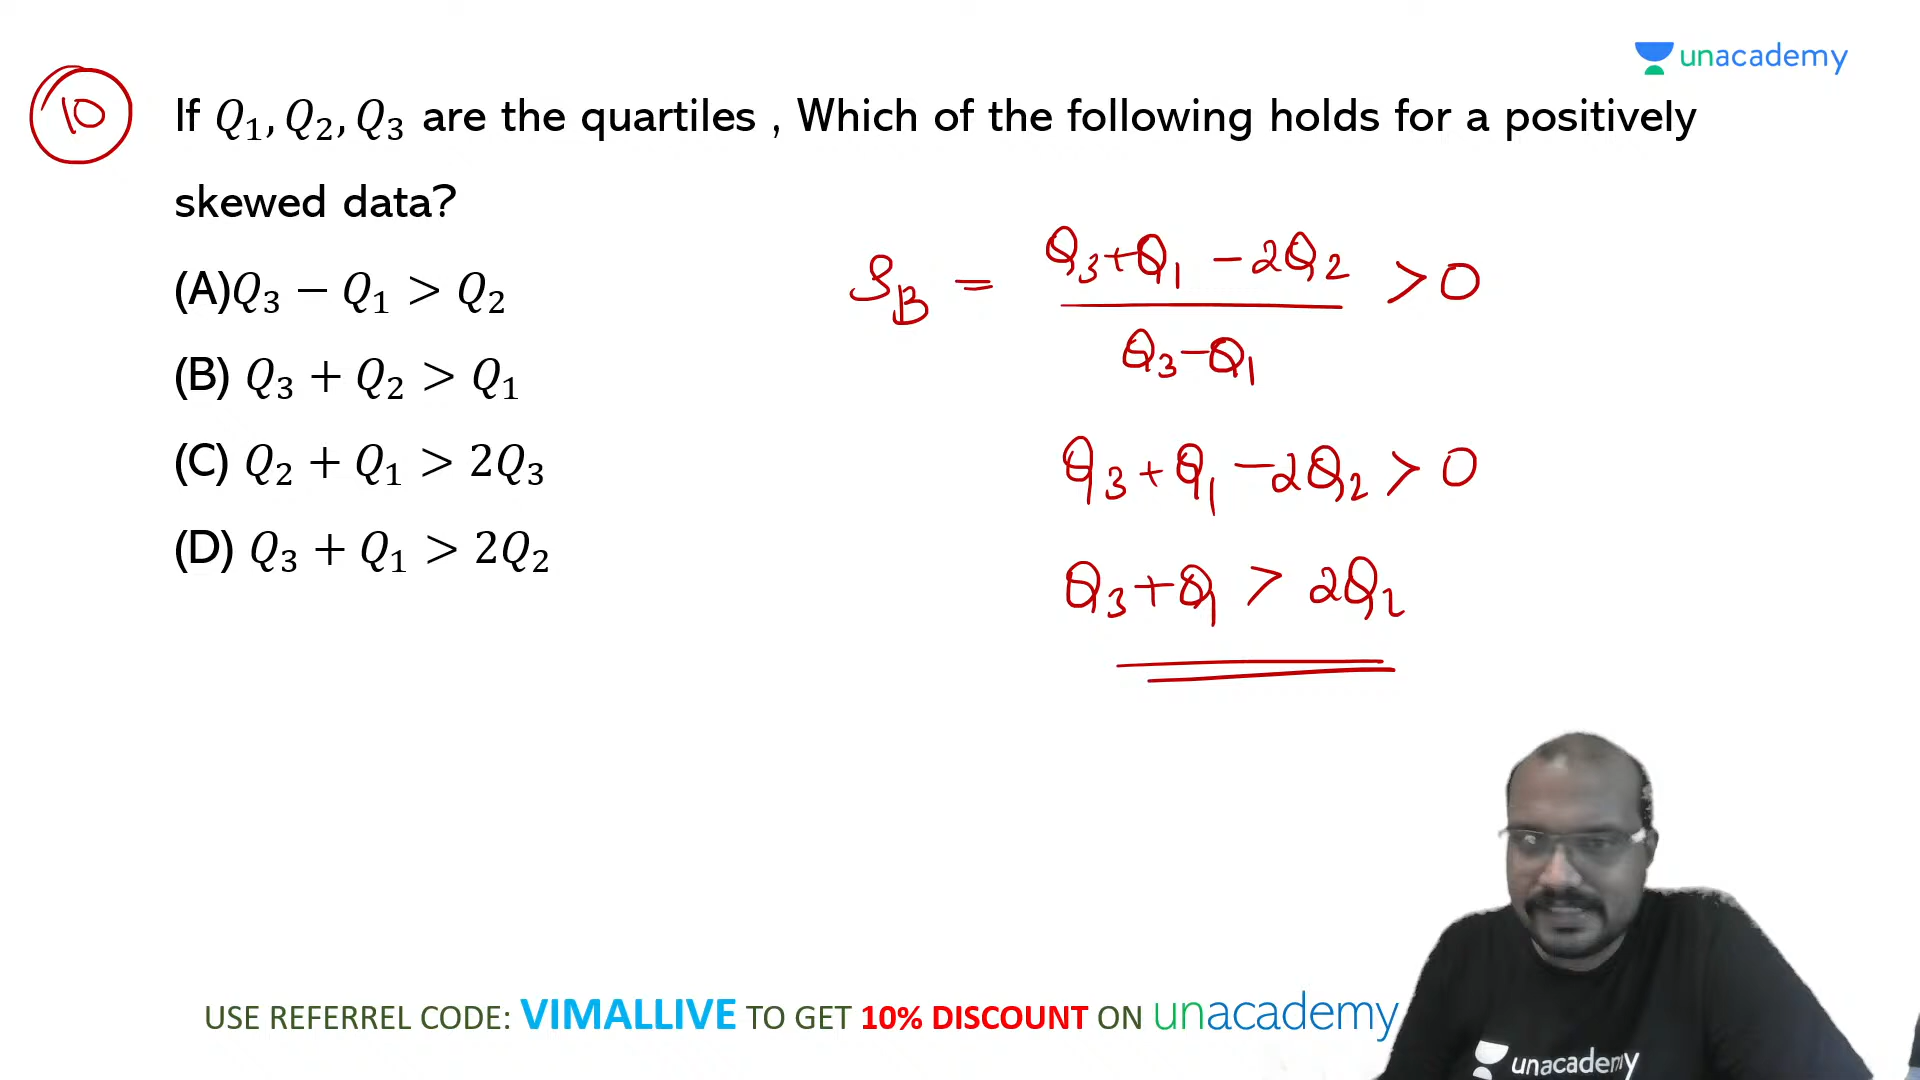 unacademy
10
If Q₁, Q₂, Q₃ are the quartiles , Which of the following holds for a positively
skewed data?
(A)Q₃ − Q₁ > Q₂
(B) Q₃ + Q₂ > Q₁
(C) Q₂ + Q₁ > 2Q₃
(D) Q₃ + Q₁ > 2Q₂
S_B = (Q₃+Q₁ −2Q₂)/(Q₃−Q₁) > 0
Q₃+Q₁ −2Q₂ > 0
Q₃+Q₁ > 2Q₂
USE REFERREL CODE: VIMALLIVE TO GET 10% DISCOUNT ON unacademy
unacademy